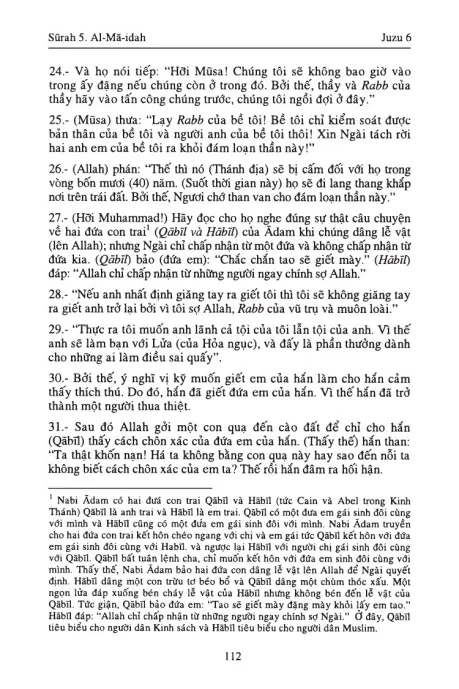 Sūrah 5. Al-Mā-idah Juzu 6
24.- Và họ nói tiếp: “Hỡi Mūsa! Chúng tôi sẽ không bao giờ vào
trong ấy đặng nếu chúng còn ở trong đó. Bởi thế, thầy và Rabb của
thầy hãy vào tấn công chúng trước, chúng tôi ngồi đợi ở đây.”
25.- (Mūsa) thưa: “Lạy Rabb của bề tôi! Bề tôi chỉ kiểm soát được
bản thân của bề tôi và người anh của bề tôi thôi! Xin Ngài tách rời
hai anh em của bề tôi ra khỏi đám loạn thần này!”
26.- (Allah) phán: “Thế thì nó (Thánh địa) sẽ bị cấm đối với họ trong
vòng bốn mươi (40) năm. (Suốt thời gian này) họ sẽ đi lang thang khắp
nơi trên trái đất. Bởi thế, Ngươi chớ than van cho đám loạn thần này.”
27.- (Hỡi Muhammad!) Hãy đọc cho họ nghe đúng sự thật câu chuyện
về hai đứa con trai¹ (Qābīl và Hābīl) của Ādam khi chúng dâng lễ vật
(lên Allah); nhưng Ngài chỉ chấp nhận từ một đứa và không chấp nhận từ
đứa kia. (Qābīl) bảo (đứa em): “Chắc chắn tao sẽ giết mày.” (Hābīl)
đáp: “Allah chỉ chấp nhận từ những người ngay chính sợ Allah.”
28.- “Nếu anh nhất định giăng tay ra giết tôi thì tôi sẽ không giăng tay
ra giết anh trở lại bởi vì tôi sợ Allah, Rabb của vũ trụ và muôn loài.”
29.- “Thực ra tôi muốn anh lãnh cả tội của tôi lẫn tội của anh. Vì thế
anh sẽ làm bạn với Lửa (của Hỏa ngục), và đấy là phần thưởng dành
cho những ai làm điều sai quấy”.
30.- Bởi thế, ý nghĩ vị kỹ muốn giết em của hắn làm cho hắn cảm
thấy thích thú. Do đó, hắn đã giết đứa em của hắn. Vì thế hắn đã trở
thành một người thua thiệt.
31.- Sau đó Allah gởi một con quạ đến cào đất để chỉ cho hắn
(Qābīl) thấy cách chôn xác của đứa em của hắn. (Thấy thế) hắn than:
“Ta thật khốn nạn! Há ta không bằng con quạ này hay sao đến nỗi ta
không biết cách chôn xác của em ta? Thế rồi hắn đâm ra hối hận.
¹ Nabi Ādam có hai đưá con trai Qābīl và Hābīl (tức Cain và Abel trong Kinh
Thánh) Qābīl là anh trai và Hābīl là em trai. Qābīl có một đưa em gái sinh đôi cùng
với mình và Hābīl cũng có một đưá em gái sinh đôi với mình. Nabi Ādam truyền
cho hai đứa con trai kết hôn chéo ngang với chị và em gái tức Qābīl kết hôn với đứa
em gái sinh đôi cùng với Habīl. và ngược lại Hābīl với người chị gái sinh đôi cùng
với Qābīl. Qābīl bất tuân lệnh cha, chỉ muốn kết hôn với đưa em sinh đôi cùng với
mình. Thấy thế, Nabi Ādam bảo hai đưá con dâng lễ vật lên Allah để Ngài quyết
định. Hābīl dâng một con trừu tơ béo bổ và Qābīl dâng một chùm thóc xấu. Một
ngọn lửa đáp xuống bén cháy lễ vật của Hābīl nhưng không bén đến lễ vật của
Qābīl. Tức giận, Qābīl bảo đứa em: “Tao sẽ giết mày đặng mày khỏi lấy em tao.”
Hābīl đáp: “Allah chỉ chấp nhận từ những người ngay chính sợ Ngài.” Ở đây, Qābīl
tiêu biểu cho người dân Kinh sách và Hābīl tiêu biểu cho người dân Muslim.
112